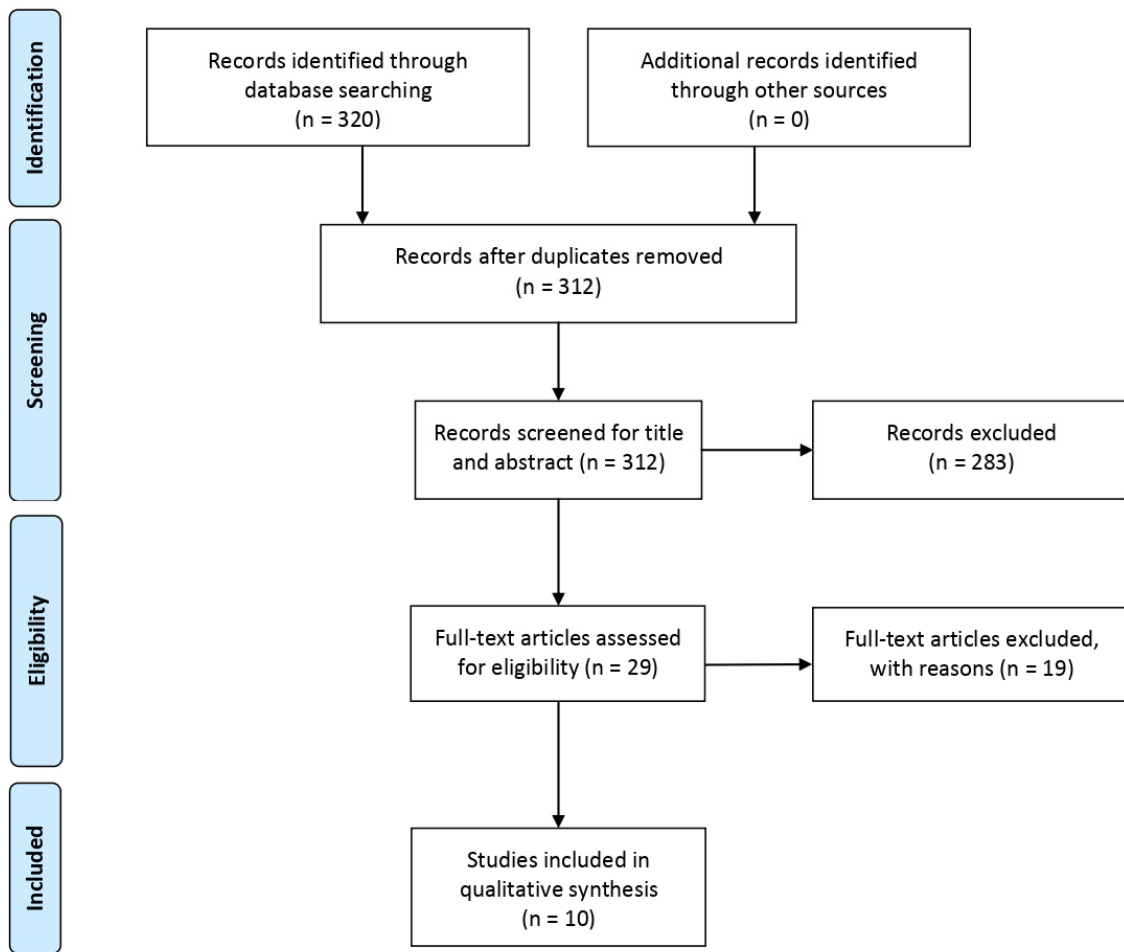 Identification
Records identified through
database searching
(n = 320)
Additional records identified
through other sources
(n = 0)
Screening
Records after duplicates removed
(n = 312)
Records screened for title
and abstract (n = 312)
Records excluded
(n = 283)
Eligibility
Full-text articles assessed
for eligibility (n = 29)
Full-text articles excluded,
with reasons (n = 19)
Included
Studies included in
qualitative synthesis
(n = 10)